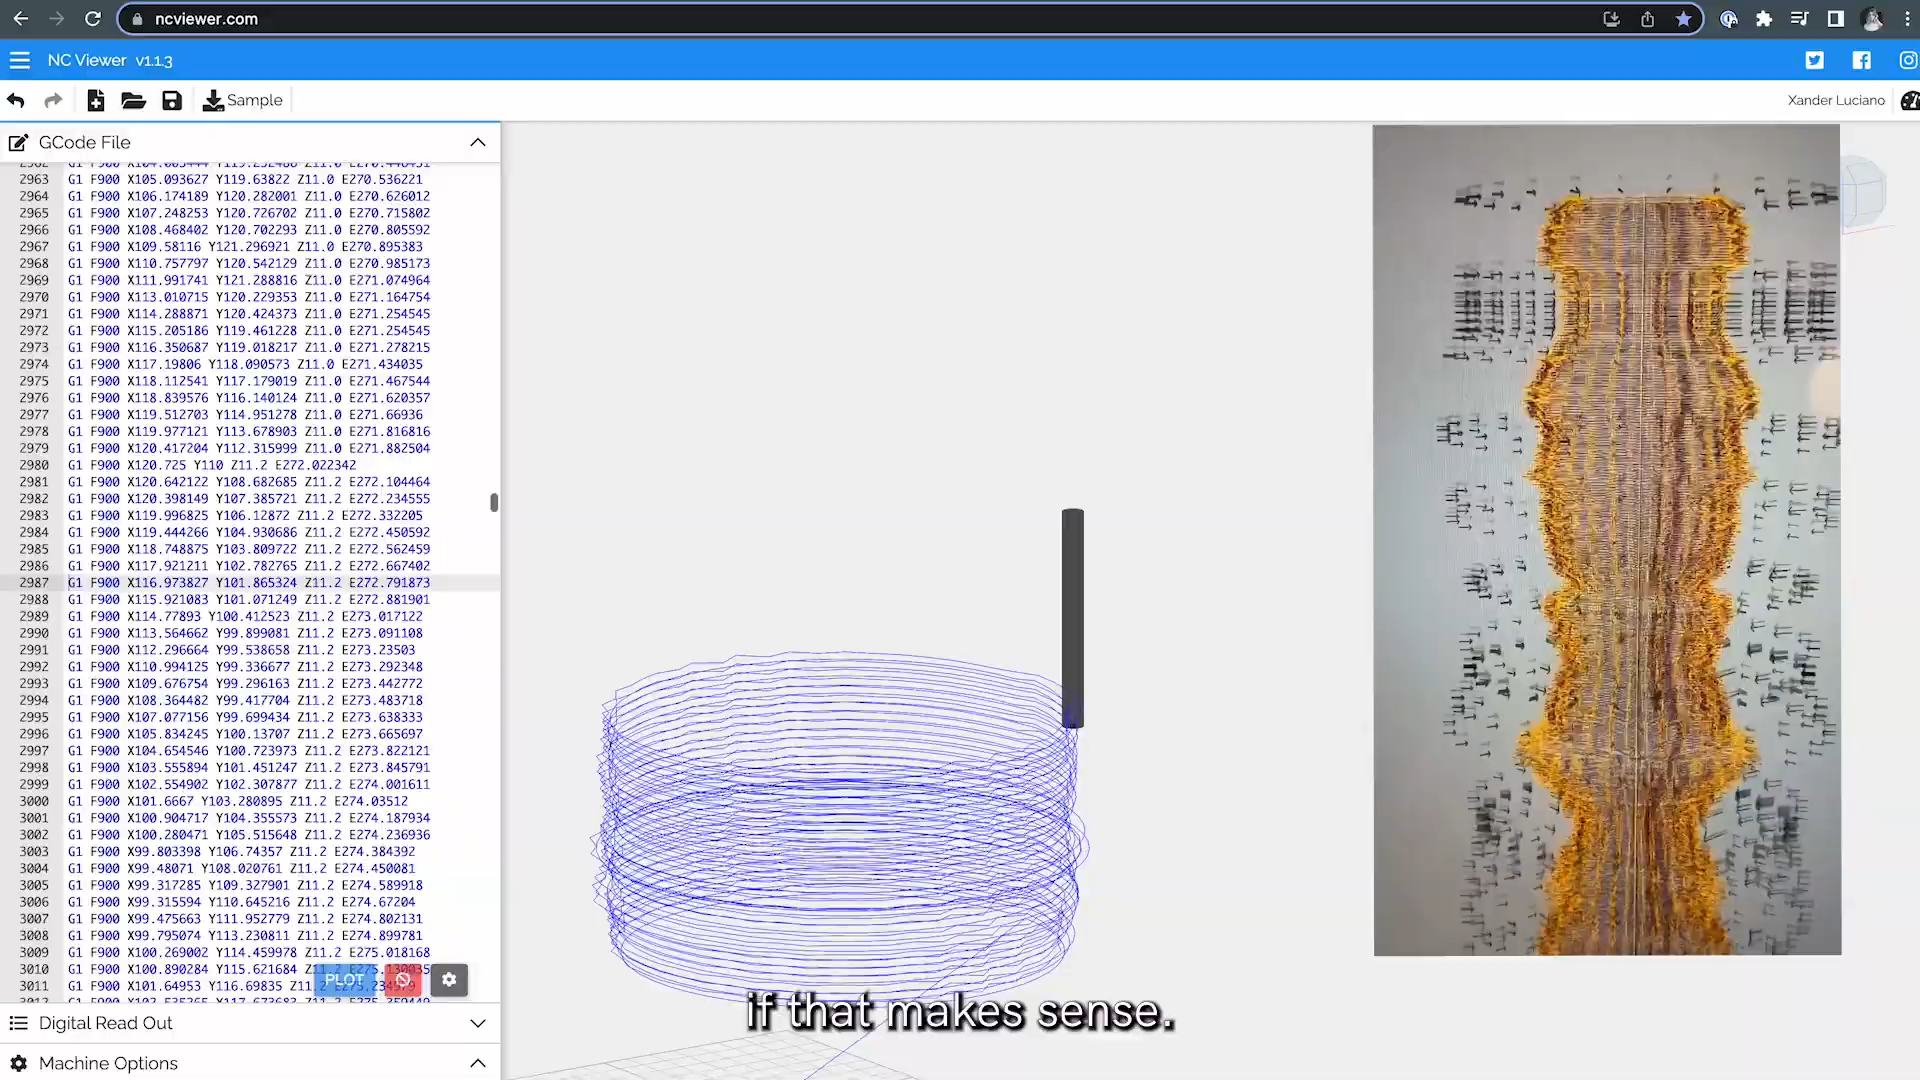 ncviewer.com
NC Viewer v1.1.3
Sample
Xander Luciano
GCode File
2963 G1 F900 X105.093627 Y119.63822 Z11.0 E270.536221
2964 G1 F900 X106.174189 Y120.282001 Z11.0 E270.626012
2965 G1 F900 X107.248253 Y120.726702 Z11.0 E270.715802
2966 G1 F900 X108.468402 Y120.702293 Z11.0 E270.805592
2967 G1 F900 X109.58116 Y121.296921 Z11.0 E270.895383
2968 G1 F900 X110.757797 Y120.542129 Z11.0 E270.985173
2969 G1 F900 X111.991741 Y121.288816 Z11.0 E271.074964
2970 G1 F900 X113.010715 Y120.229353 Z11.0 E271.164754
2971 G1 F900 X114.288871 Y120.424373 Z11.0 E271.254545
2972 G1 F900 X115.205186 Y119.461228 Z11.0 E271.254545
2973 G1 F900 X116.350687 Y119.018217 Z11.0 E271.278215
2974 G1 F900 X117.19806 Y118.090573 Z11.0 E271.434035
2975 G1 F900 X118.112541 Y117.179019 Z11.0 E271.467544
2976 G1 F900 X118.839576 Y116.140124 Z11.0 E271.620357
2977 G1 F900 X119.512703 Y114.951278 Z11.0 E271.66936
2978 G1 F900 X119.977121 Y113.678903 Z11.0 E271.816816
2979 G1 F900 X120.417204 Y112.315999 Z11.0 E271.882504
2980 G1 F900 X120.725 Y110 Z11.2 E272.022342
2981 G1 F900 X120.642122 Y108.682685 Z11.2 E272.104464
2982 G1 F900 X120.398149 Y107.385721 Z11.2 E272.234555
2983 G1 F900 X119.996825 Y106.12872 Z11.2 E272.332205
2984 G1 F900 X119.444266 Y104.930686 Z11.2 E272.450592
2985 G1 F900 X118.748875 Y103.809722 Z11.2 E272.562459
2986 G1 F900 X117.921211 Y102.782765 Z11.2 E272.667402
2987 G1 F900 X116.973827 Y101.865324 Z11.2 E272.791873
2988 G1 F900 X115.921083 Y101.071249 Z11.2 E272.881901
2989 G1 F900 X114.77893 Y100.412523 Z11.2 E273.017122
2990 G1 F900 X113.564662 Y99.899081 Z11.2 E273.091108
2991 G1 F900 X112.296664 Y99.538658 Z11.2 E273.23503
2992 G1 F900 X110.994125 Y99.336677 Z11.2 E273.292348
2993 G1 F900 X109.676754 Y99.296163 Z11.2 E273.442772
2994 G1 F900 X108.364482 Y99.417704 Z11.2 E273.483718
2995 G1 F900 X107.077156 Y99.699434 Z11.2 E273.638333
2996 G1 F900 X105.834245 Y100.13707 Z11.2 E273.665697
2997 G1 F900 X104.654546 Y100.723973 Z11.2 E273.822121
2998 G1 F900 X103.555894 Y101.451247 Z11.2 E273.845791
2999 G1 F900 X102.554902 Y102.307877 Z11.2 E274.001611
3000 G1 F900 X101.6667 Y103.280895 Z11.2 E274.03512
3001 G1 F900 X100.904717 Y104.355573 Z11.2 E274.187934
3002 G1 F900 X100.280471 Y105.515648 Z11.2 E274.236936
3003 G1 F900 X99.803398 Y106.74357 Z11.2 E274.384392
3004 G1 F900 X99.48071 Y108.020761 Z11.2 E274.450081
3005 G1 F900 X99.317285 Y109.327901 Z11.2 E274.589918
3006 G1 F900 X99.315594 Y110.645216 Z11.2 E274.67204
3007 G1 F900 X99.475663 Y111.952779 Z11.2 E274.802131
3008 G1 F900 X99.795074 Y113.230811 Z11.2 E274.899781
3009 G1 F900 X100.269002 Y114.459978 Z11.2 E275.018168
3010 G1 F900 X100.890284 Y115.621684
3011 G1 F900 X101.64953 Y116.69835
PLOT
Digital Read Out
Machine Options
if that makes sense.